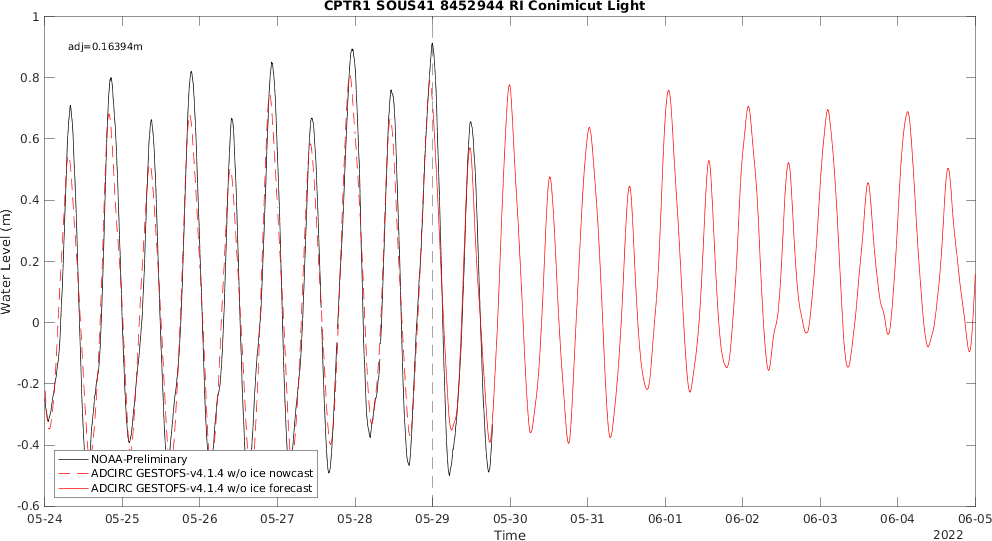 CPTR1 SOUS41 8452944 RI Conimicut Light
adj=0.16394m
Water Level (m)
1
0.8
0.6
0.4
0.2
0
-0.2
-0.4
-0.6
NOAA-Preliminary
ADCIRC GESTOFS-v4.1.4 w/o ice nowcast
ADCIRC GESTOFS-v4.1.4 w/o ice forecast
05-24 05-25 05-26 05-27 05-28 05-29 05-30 05-31 06-01 06-02 06-03 06-04 06-05
Time
2022